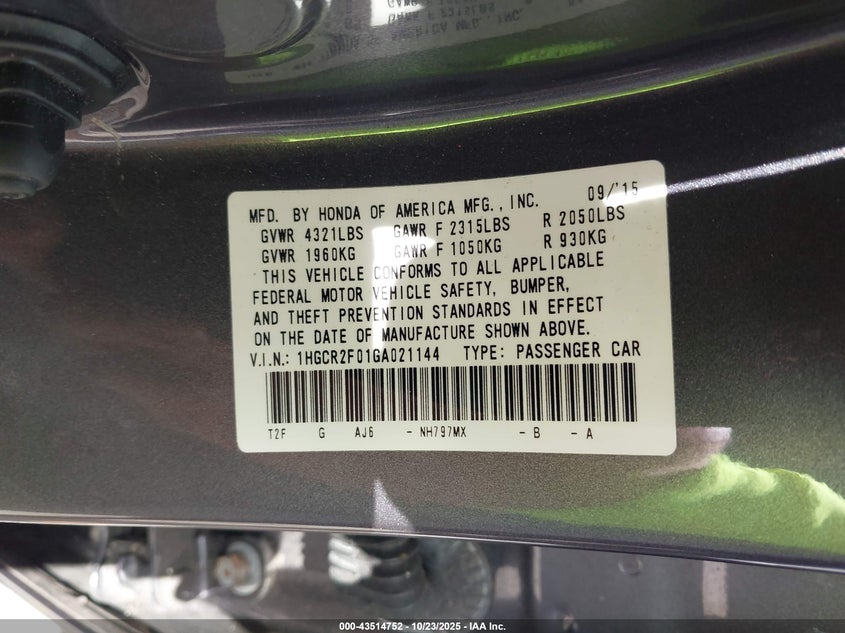 MFD. BY HONDA OF AMERICA MFG., INC. 09/'15
GVWR 4321LBS GAWR F 2315LBS R 2050LBS
GVWR 1960KG GAWR F 1050KG R 930KG
THIS VEHICLE CONFORMS TO ALL APPLICABLE
FEDERAL MOTOR VEHICLE SAFETY, BUMPER,
AND THEFT PREVENTION STANDARDS IN EFFECT
ON THE DATE OF MANUFACTURE SHOWN ABOVE.
V.I.N.: 1HGCR2F01GA021144 TYPE: PASSENGER CAR
T2F G AJ6 - NH797MX - B - A
000-43514752 - 10/23/2025 - IAA Inc.